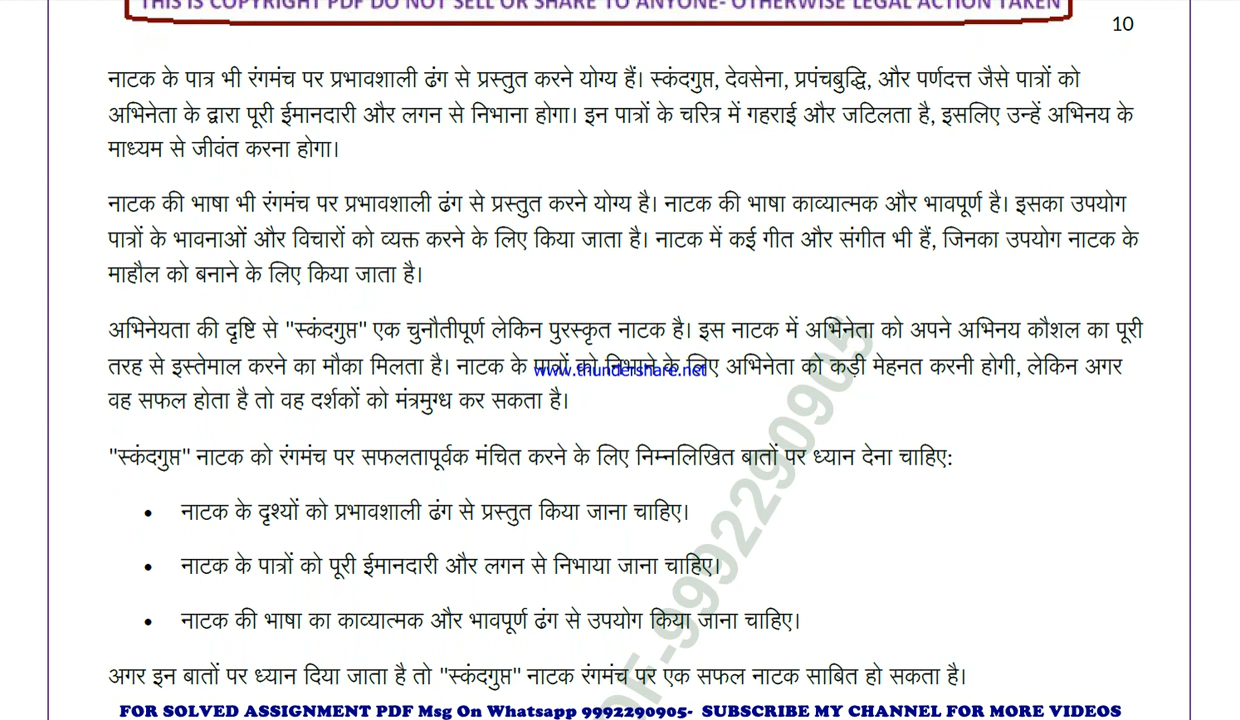 THIS IS COPYRIGHT PDF DO NOT SELL OR SHARE TO ANYONE- OTHERWISE LEGAL ACTION TAKEN
10
नाटक के पात्र भी रंगमंच पर प्रभावशाली ढंग से प्रस्तुत करने योग्य हैं। स्कंदगुप्त, देवसेना, प्रपंचबुद्धि, और पर्णदत्त जैसे पात्रों को
अभिनेता के द्वारा पूरी ईमानदारी और लगन से निभाना होगा। इन पात्रों के चरित्र में गहराई और जटिलता है, इसलिए उन्हें अभिनय के
माध्यम से जीवंत करना होगा।
नाटक की भाषा भी रंगमंच पर प्रभावशाली ढंग से प्रस्तुत करने योग्य है। नाटक की भाषा काव्यात्मक और भावपूर्ण है। इसका उपयोग
पात्रों के भावनाओं और विचारों को व्यक्त करने के लिए किया जाता है। नाटक में कई गीत और संगीत भी हैं, जिनका उपयोग नाटक के
माहौल को बनाने के लिए किया जाता है।
अभिनेयता की दृष्टि से "स्कंदगुप्त" एक चुनौतीपूर्ण लेकिन पुरस्कृत नाटक है। इस नाटक में अभिनेता को अपने अभिनय कौशल का पूरी
तरह से इस्तेमाल करने का मौका मिलता है। नाटक के पात्रों को निभाने के लिए अभिनेता को कड़ी मेहनत करनी होगी, लेकिन अगर
www.thundershare.net
वह सफल होता है तो वह दर्शकों को मंत्रमुग्ध कर सकता है।
"स्कंदगुप्त" नाटक को रंगमंच पर सफलतापूर्वक मंचित करने के लिए निम्नलिखित बातों पर ध्यान देना चाहिए:
• नाटक के दृश्यों को प्रभावशाली ढंग से प्रस्तुत किया जाना चाहिए।
• नाटक के पात्रों को पूरी ईमानदारी और लगन से निभाया जाना चाहिए।
• नाटक की भाषा का काव्यात्मक और भावपूर्ण ढंग से उपयोग किया जाना चाहिए।
अगर इन बातों पर ध्यान दिया जाता है तो "स्कंदगुप्त" नाटक रंगमंच पर एक सफल नाटक साबित हो सकता है।
DF-9992290905
FOR SOLVED ASSIGNMENT PDF Msg On Whatsapp 9992290905- SUBSCRIBE MY CHANNEL FOR MORE VIDEOS